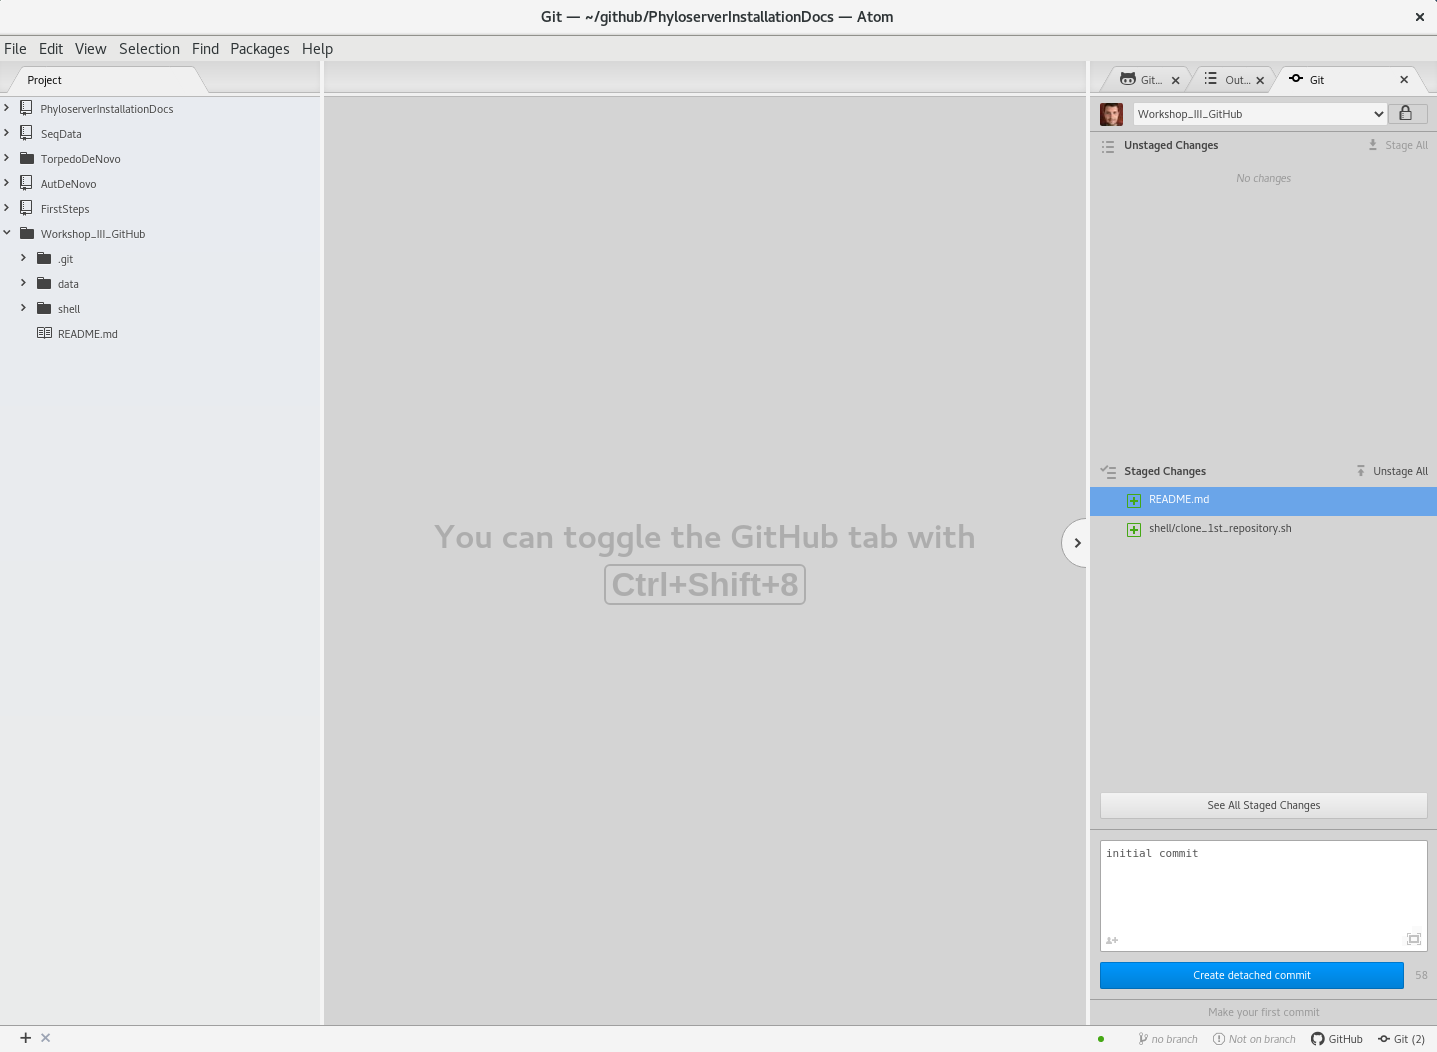 Git — ~/github/PhyloserverInstallationDocs — Atom
File Edit View Selection Find Packages Help
Project
Git...
Out...
Git
PhyloserverInstallationDocs
SeqData
TorpedoDeNovo
AutDeNovo
FirstSteps
Workshop_III_GitHub
.git
data
shell
README.md
You can toggle the GitHub tab with
Ctrl+Shift+8
Workshop_III_GitHub
Unstaged Changes
Stage All
No changes
Staged Changes
Unstage All
README.md
shell/clone_1st_repository.sh
See All Staged Changes
initial commit
Create detached commit
58
Make your first commit
no branch
Not on branch
GitHub
Git (2)